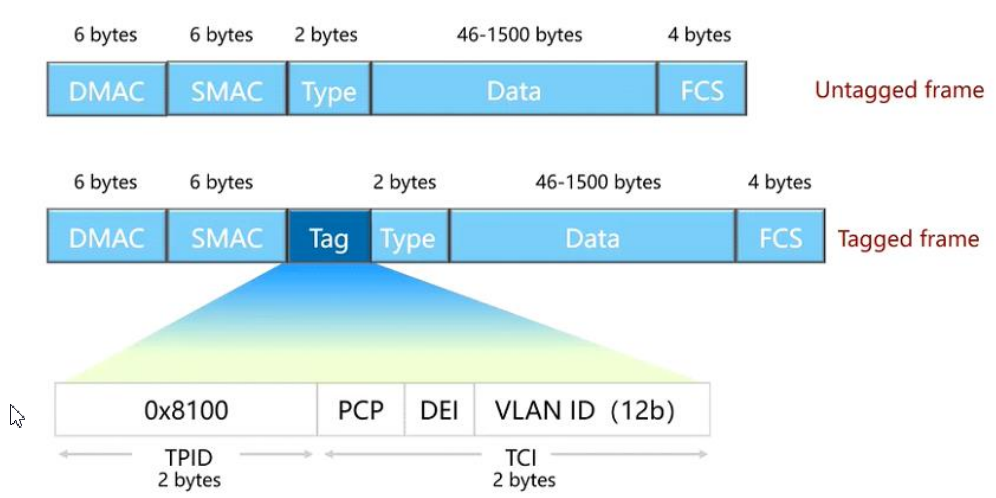 6 bytes 6 bytes 2 bytes 46-1500 bytes 4 bytes
DMAC SMAC Type Data FCS Untagged frame
6 bytes 6 bytes 2 bytes 46-1500 bytes 4 bytes
DMAC SMAC Tag Type Data FCS Tagged frame
0x8100 PCP DEI VLAN ID (12b)
TPID TCI
2 bytes 2 bytes